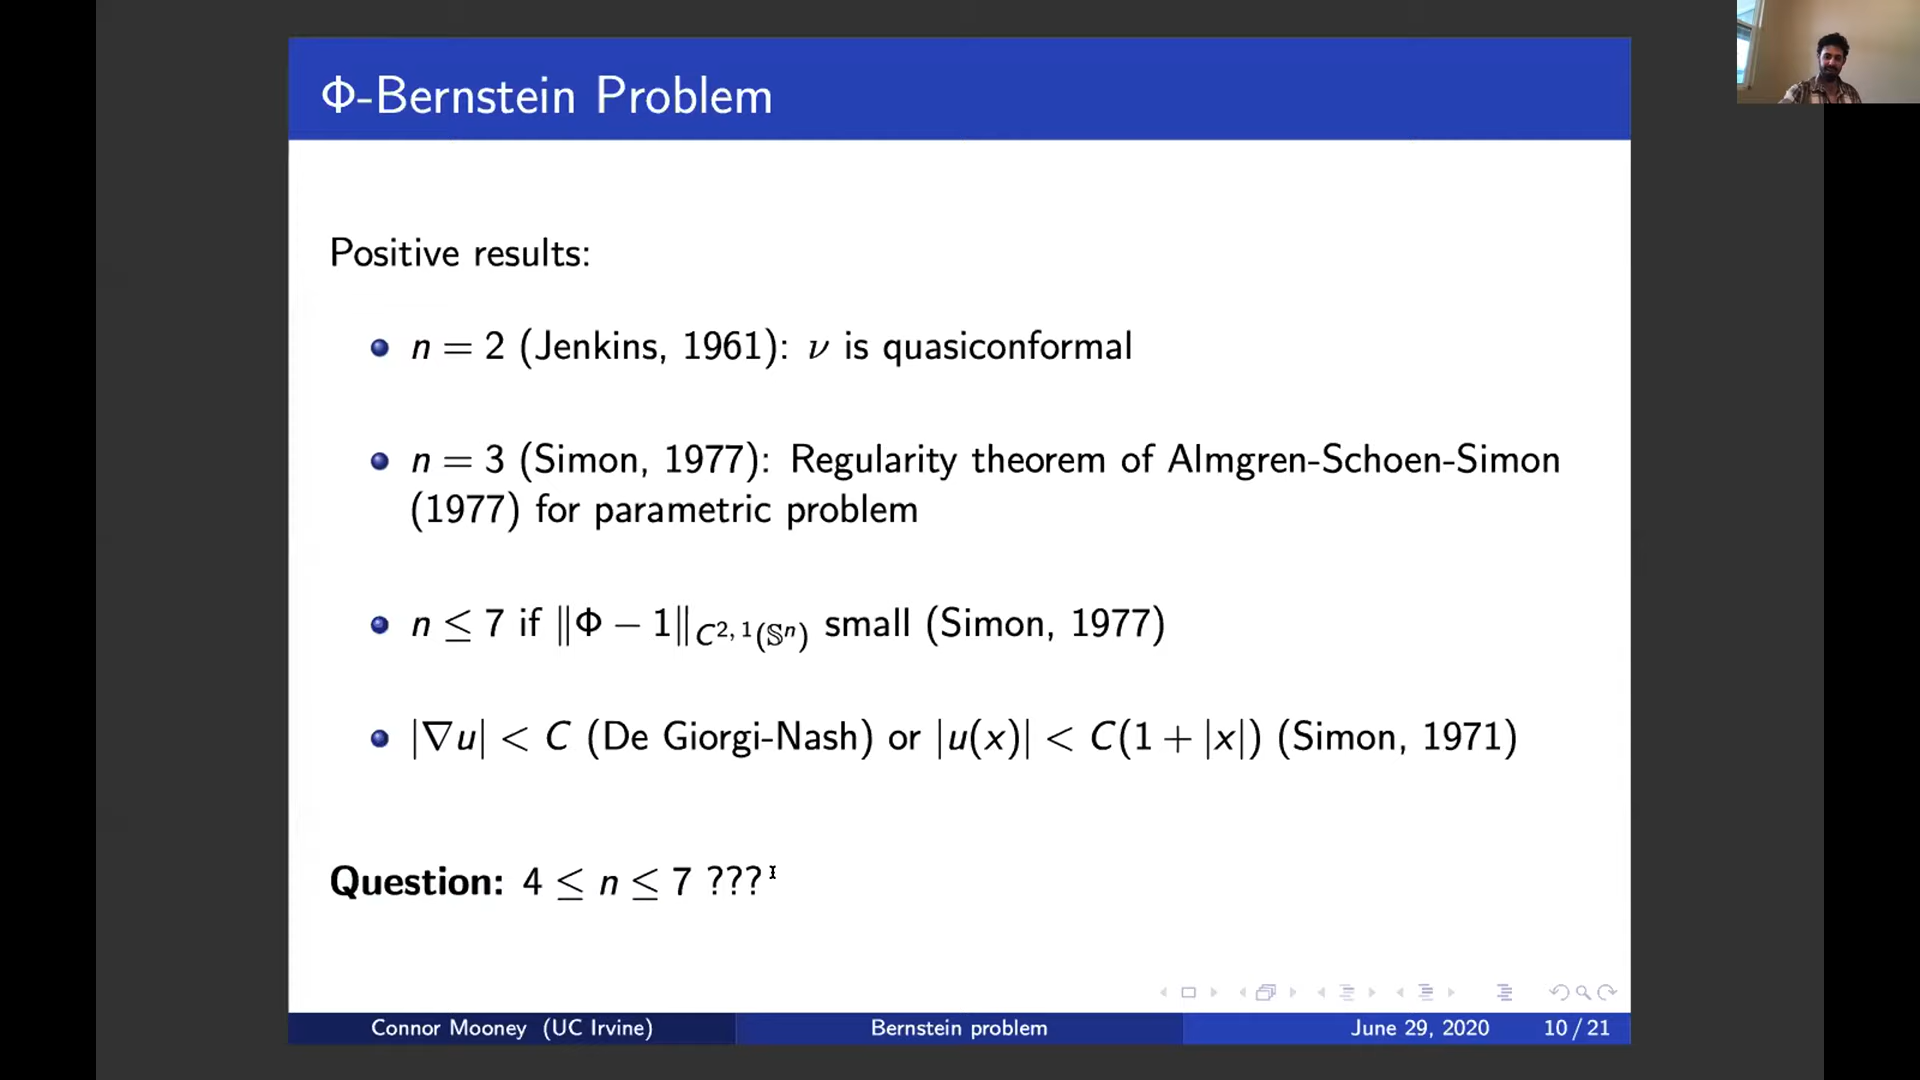 Φ-Bernstein Problem
Positive results:
n = 2 (Jenkins, 1961): ν is quasiconformal
n = 3 (Simon, 1977): Regularity theorem of Almgren-Schoen-Simon
(1977) for parametric problem
n ≤ 7 if ‖Φ − 1‖_{C^{2,1}(𝕊^n)} small (Simon, 1977)
|∇u| < C (De Giorgi-Nash) or |u(x)| < C(1 + |x|) (Simon, 1971)
Question: 4 ≤ n ≤ 7 ???
Connor Mooney (UC Irvine) Bernstein problem June 29, 2020 10 / 21